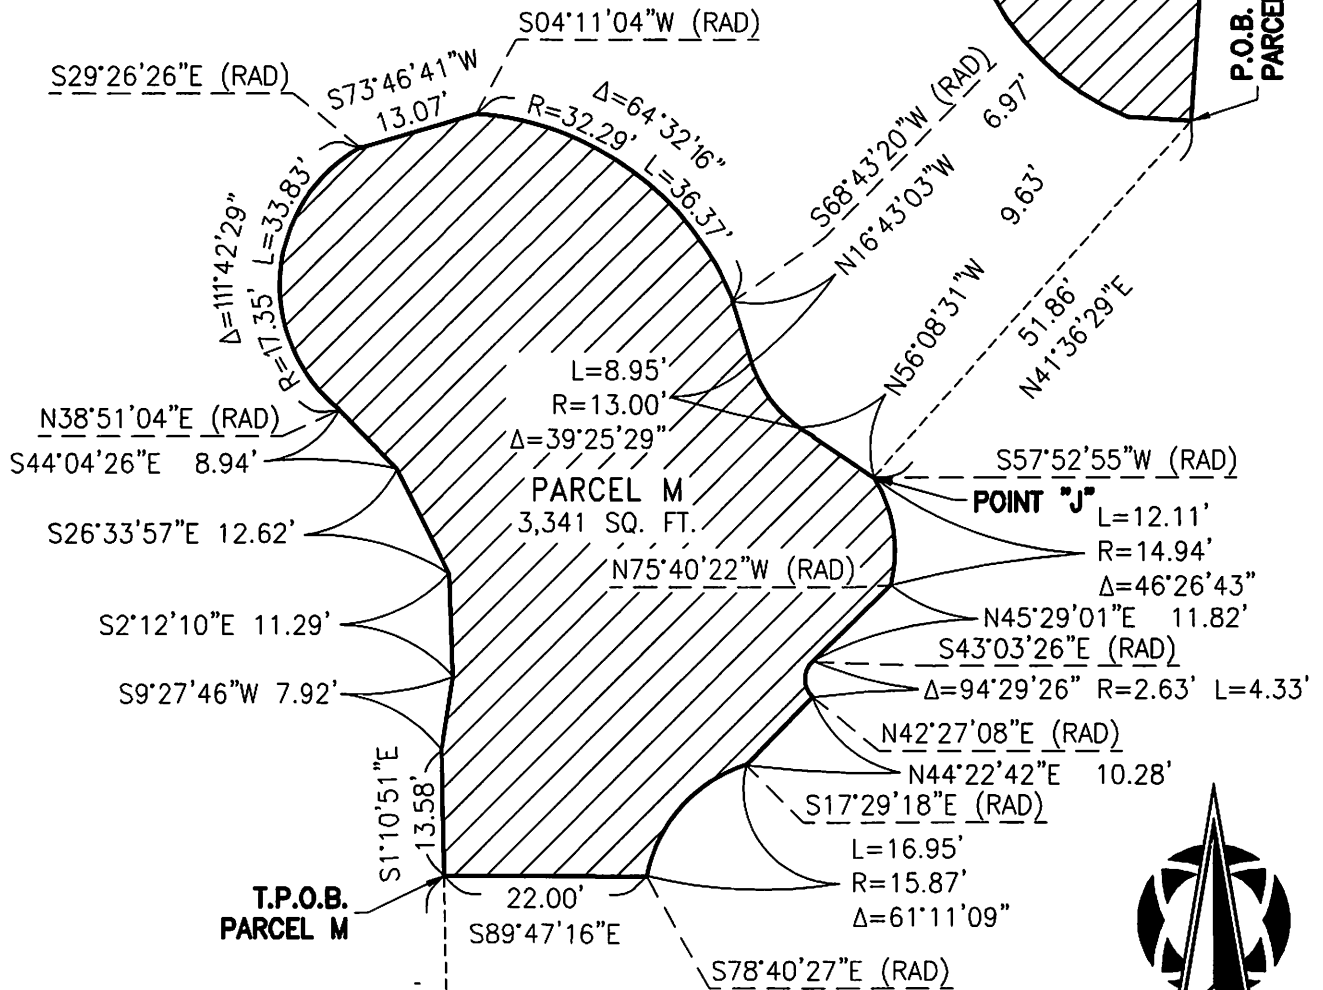 S04°11'04"W (RAD)
S29°26'26"E (RAD)
S73°46'41"W
13.07'
Δ=64°32'16"
R=32.29' L=36.37'
S68°43'20"W (RAD)
N16°43'03"W 6.97'
N56°08'31"W 9.63'
51.86'
N41°36'29"E
P.O.B.
Δ=111°42'29"
R=17.35' L=33.83'
L=8.95'
R=13.00'
Δ=39°25'29"
N38°51'04"E (RAD)
S44°04'26"E 8.94'
S57°52'55"W (RAD)
POINT "J"
PARCEL M
3,341 SQ. FT.
L=12.11'
R=14.94'
Δ=46°26'43"
S26°33'57"E 12.62'
N75°40'22"W (RAD)
S2°12'10"E 11.29'
N45°29'01"E 11.82'
S43°03'26"E (RAD)
Δ=94°29'26" R=2.63' L=4.33'
S9°27'46"W 7.92'
N42°27'08"E (RAD)
N44°22'42"E 10.28'
S17°29'18"E (RAD)
S1°10'51"E
13.58'
L=16.95'
R=15.87'
Δ=61°11'09"
T.P.O.B.
PARCEL M
22.00'
S89°47'16"E
S78°40'27"E (RAD)